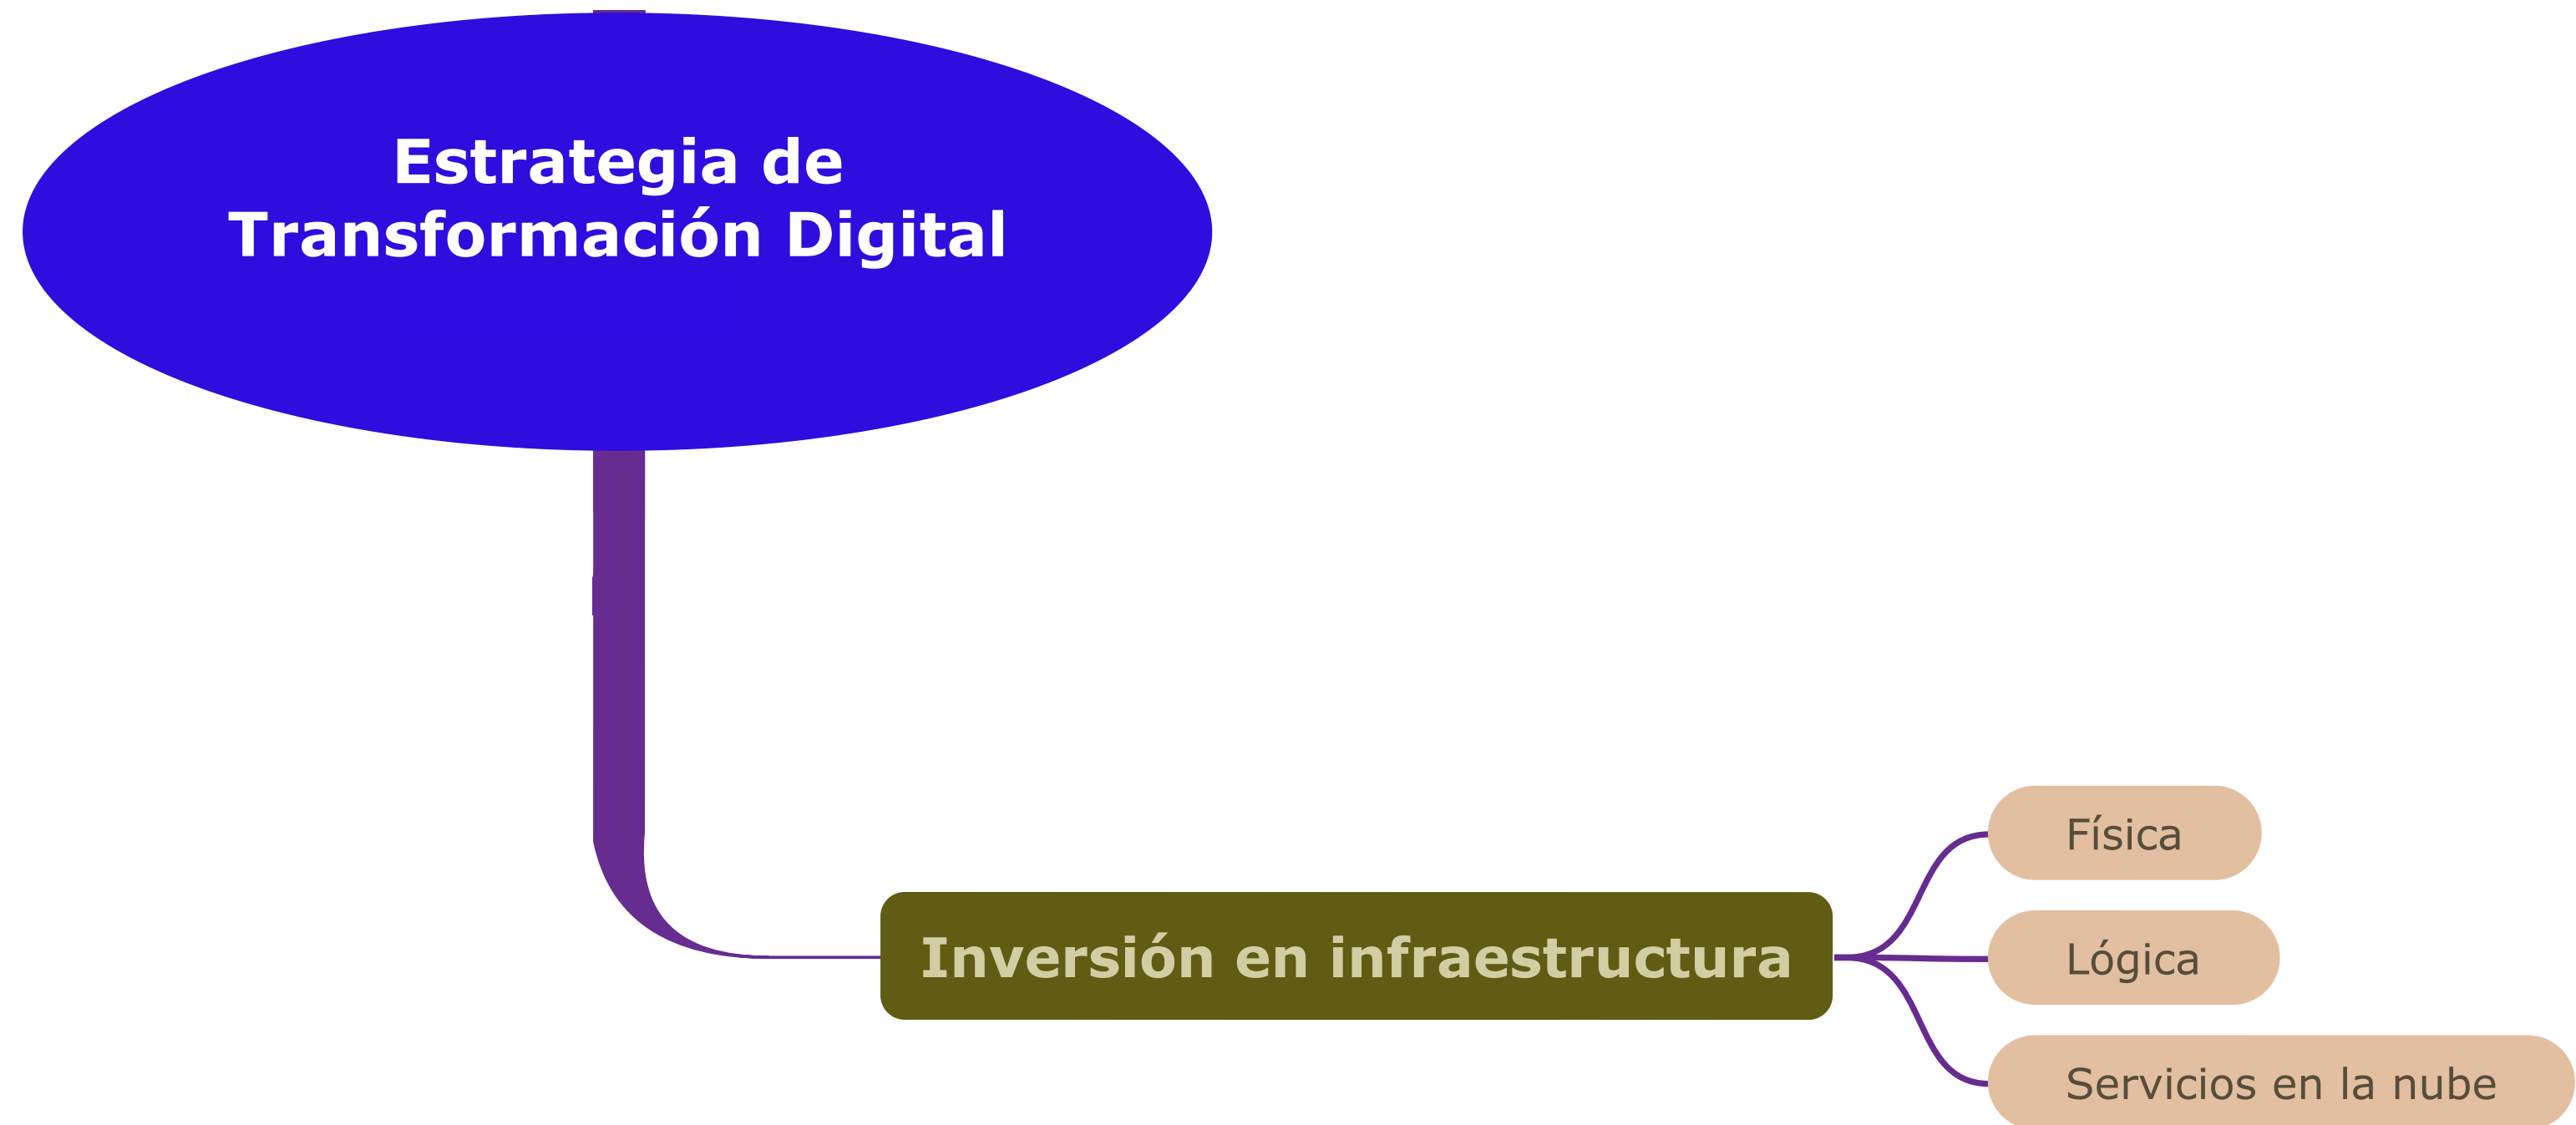 Estrategia de
Transformación Digital
Inversión en infraestructura
Física
Lógica
Servicios en la nube